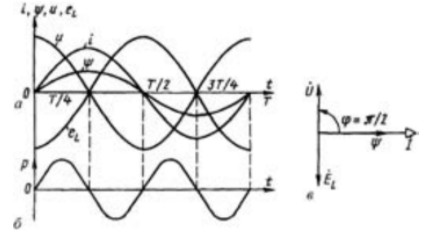 i, ψ, u, e_L
u
i
ψ
0
T/4
T/2
3T/4
t
T
a
e_L
p
0
t
б
U̇
φ = π/2
ψ
İ
Ė_L
в